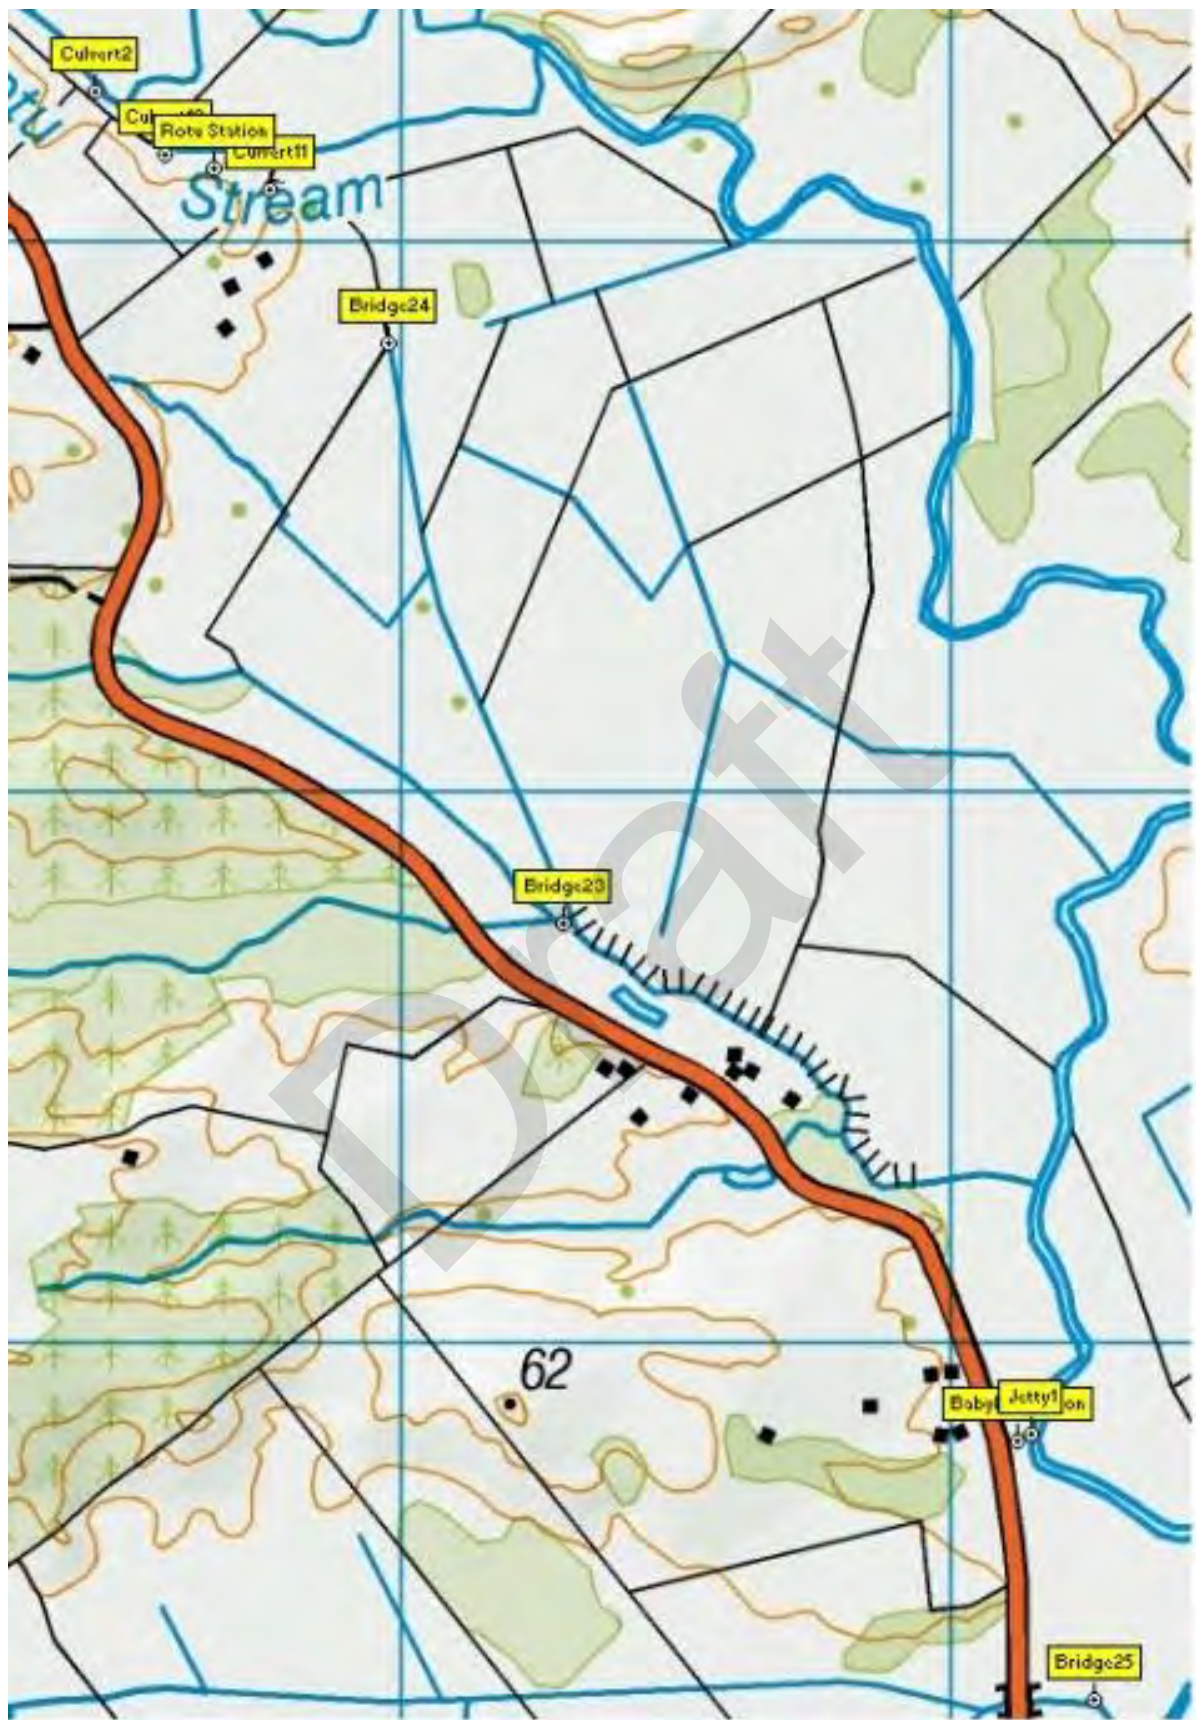 Culvert2
Rotu Station
Culvert11
Stream
Bridge24
Bridge23
62
Jetty1
Bridge25
Draft